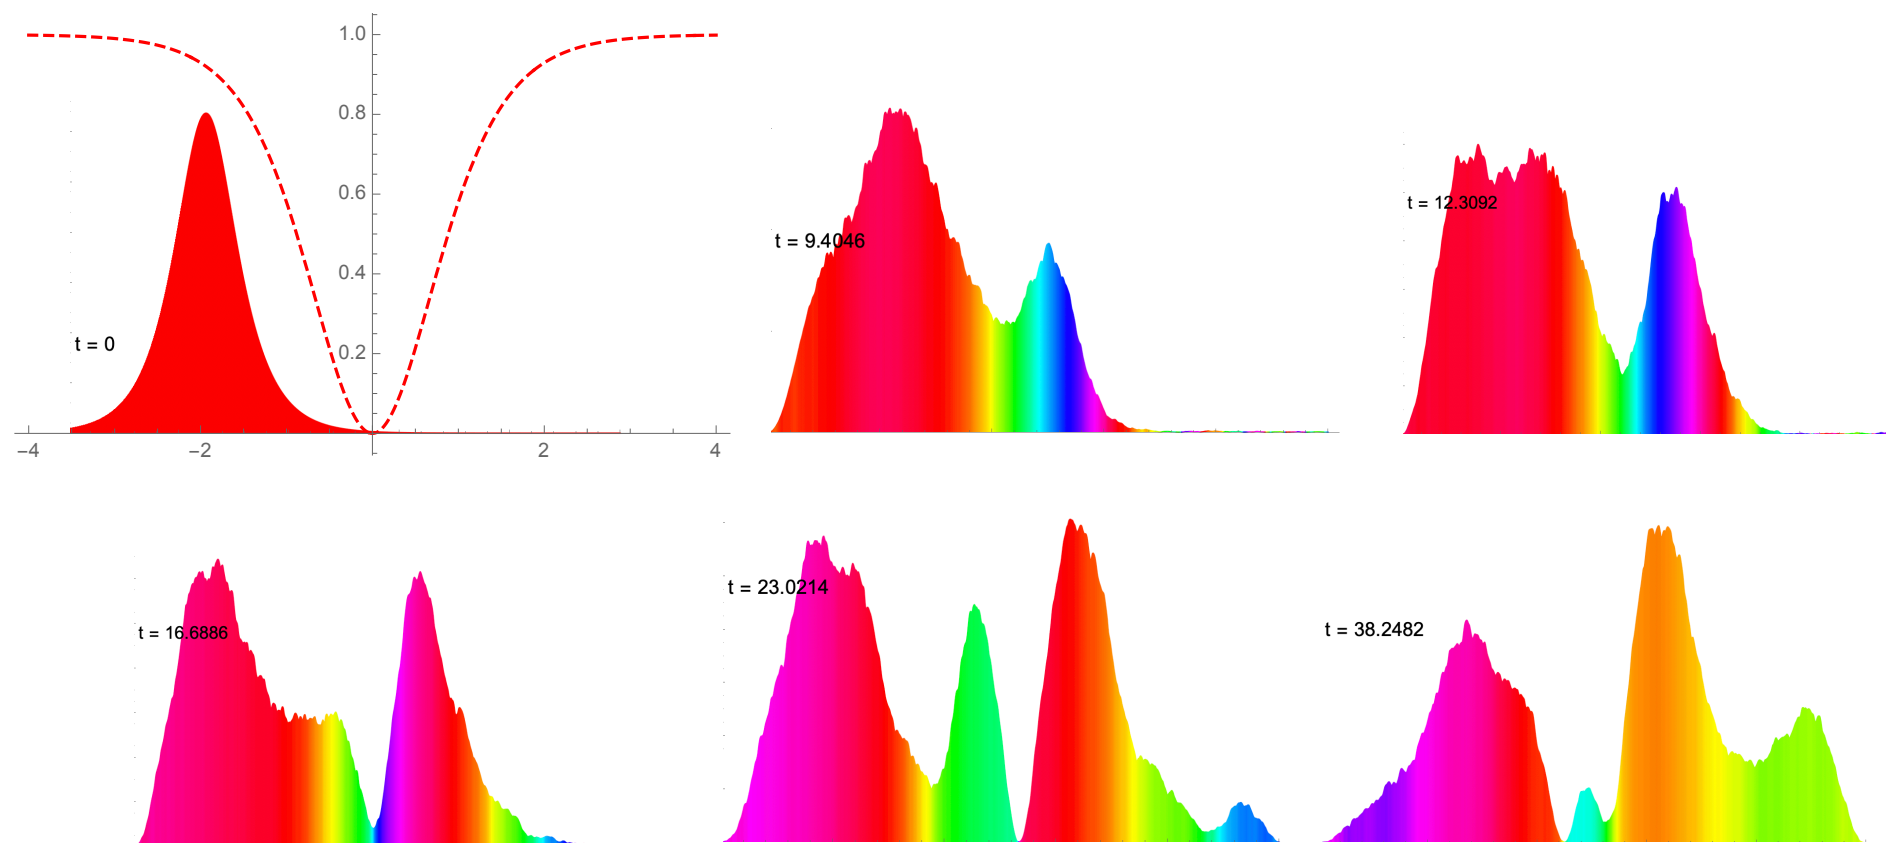 1.0
0.8
0.6
0.4
0.2
−4
−2
2
4
t = 0
t = 9.4046
t = 12.3092
t = 16.6886
t = 23.0214
t = 38.2482